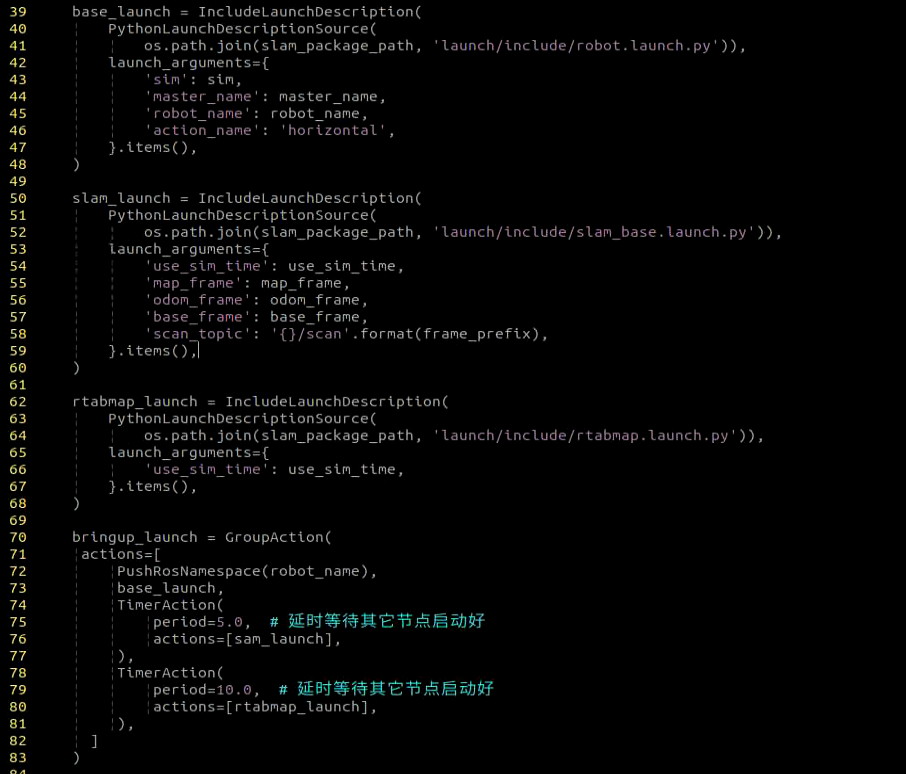 39 base_launch = IncludeLaunchDescription(
40 PythonLaunchDescriptionSource(
41 os.path.join(slam_package_path, 'launch/include/robot.launch.py')),
42 launch_arguments={
43 'sim': sim,
44 'master_name': master_name,
45 'robot_name': robot_name,
46 'action_name': 'horizontal',
47 }.items(),
48 )
49
50 slam_launch = IncludeLaunchDescription(
51 PythonLaunchDescriptionSource(
52 os.path.join(slam_package_path, 'launch/include/slam_base.launch.py')),
53 launch_arguments={
54 'use_sim_time': use_sim_time,
55 'map_frame': map_frame,
56 'odom_frame': odom_frame,
57 'base_frame': base_frame,
58 'scan_topic': '{}/scan'.format(frame_prefix),
59 }.items(),
60 )
61
62 rtabmap_launch = IncludeLaunchDescription(
63 PythonLaunchDescriptionSource(
64 os.path.join(slam_package_path, 'launch/include/rtabmap.launch.py')),
65 launch_arguments={
66 'use_sim_time': use_sim_time,
67 }.items(),
68 )
69
70 bringup_launch = GroupAction(
71 actions=[
72 PushRosNamespace(robot_name),
73 base_launch,
74 TimerAction(
75 period=5.0, # 延时等待其它节点启动好
76 actions=[sam_launch],
77 ),
78 TimerAction(
79 period=10.0, # 延时等待其它节点启动好
80 actions=[rtabmap_launch],
81 ),
82 ]
83 )
84